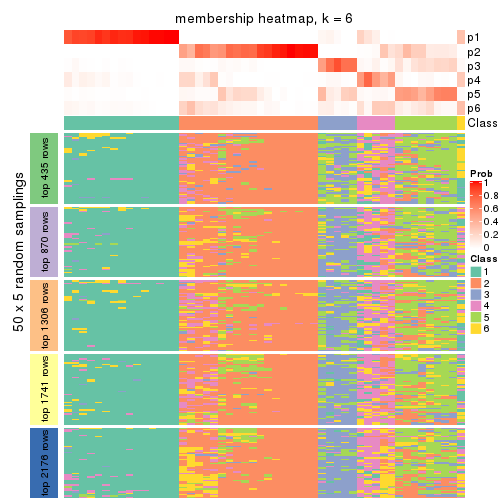 membership heatmap, k = 6
p1
p2
p3
p4
p5
p6
Class
50 x 5 random samplings
top 435 rows
top 870 rows
top 1306 rows
top 1741 rows
top 2176 rows
Prob
1
0.8
0.6
0.4
0.2
0
Class
1
2
3
4
5
6